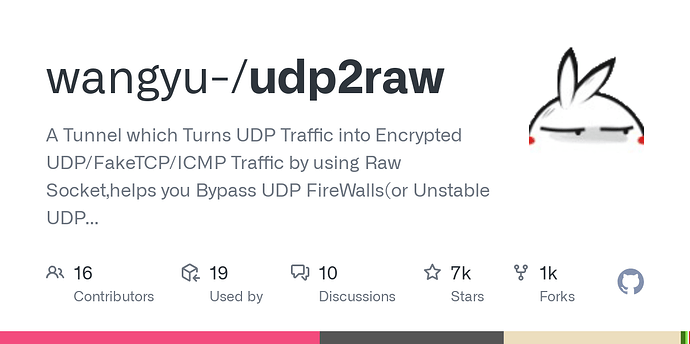 wangyu-/udp2raw
A Tunnel which Turns UDP Traffic into Encrypted
UDP/FakeTCP/ICMP Traffic by using Raw
Socket,helps you Bypass UDP FireWalls(or Unstable
UDP...
16 19 10 7k 1k
Contributors Used by Discussions Stars Forks